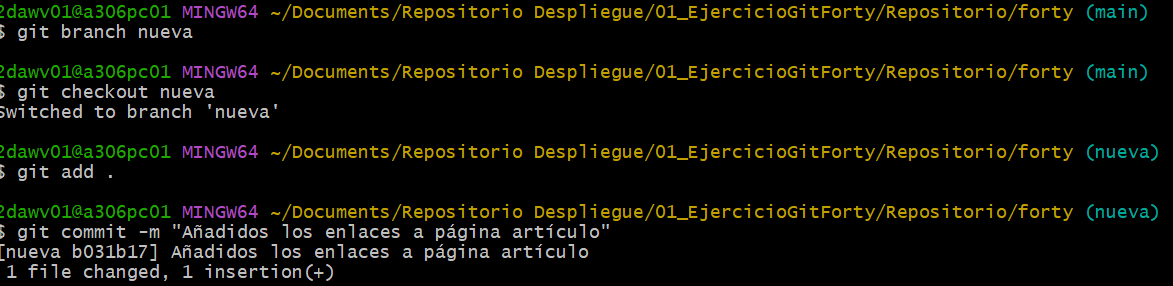 2dawv01@a306pc01 MINGW64 ~/Documents/Repositorio Despliegue/01_EjercicioGitForty/Repositorio/forty (main)
$ git branch nueva
2dawv01@a306pc01 MINGW64 ~/Documents/Repositorio Despliegue/01_EjercicioGitForty/Repositorio/forty (main)
$ git checkout nueva
Switched to branch 'nueva'
2dawv01@a306pc01 MINGW64 ~/Documents/Repositorio Despliegue/01_EjercicioGitForty/Repositorio/forty (nueva)
$ git add .
2dawv01@a306pc01 MINGW64 ~/Documents/Repositorio Despliegue/01_EjercicioGitForty/Repositorio/forty (nueva)
$ git commit -m "Añadidos los enlaces a página artículo"
[nueva b031b17] Añadidos los enlaces a página artículo
1 file changed, 1 insertion(+)